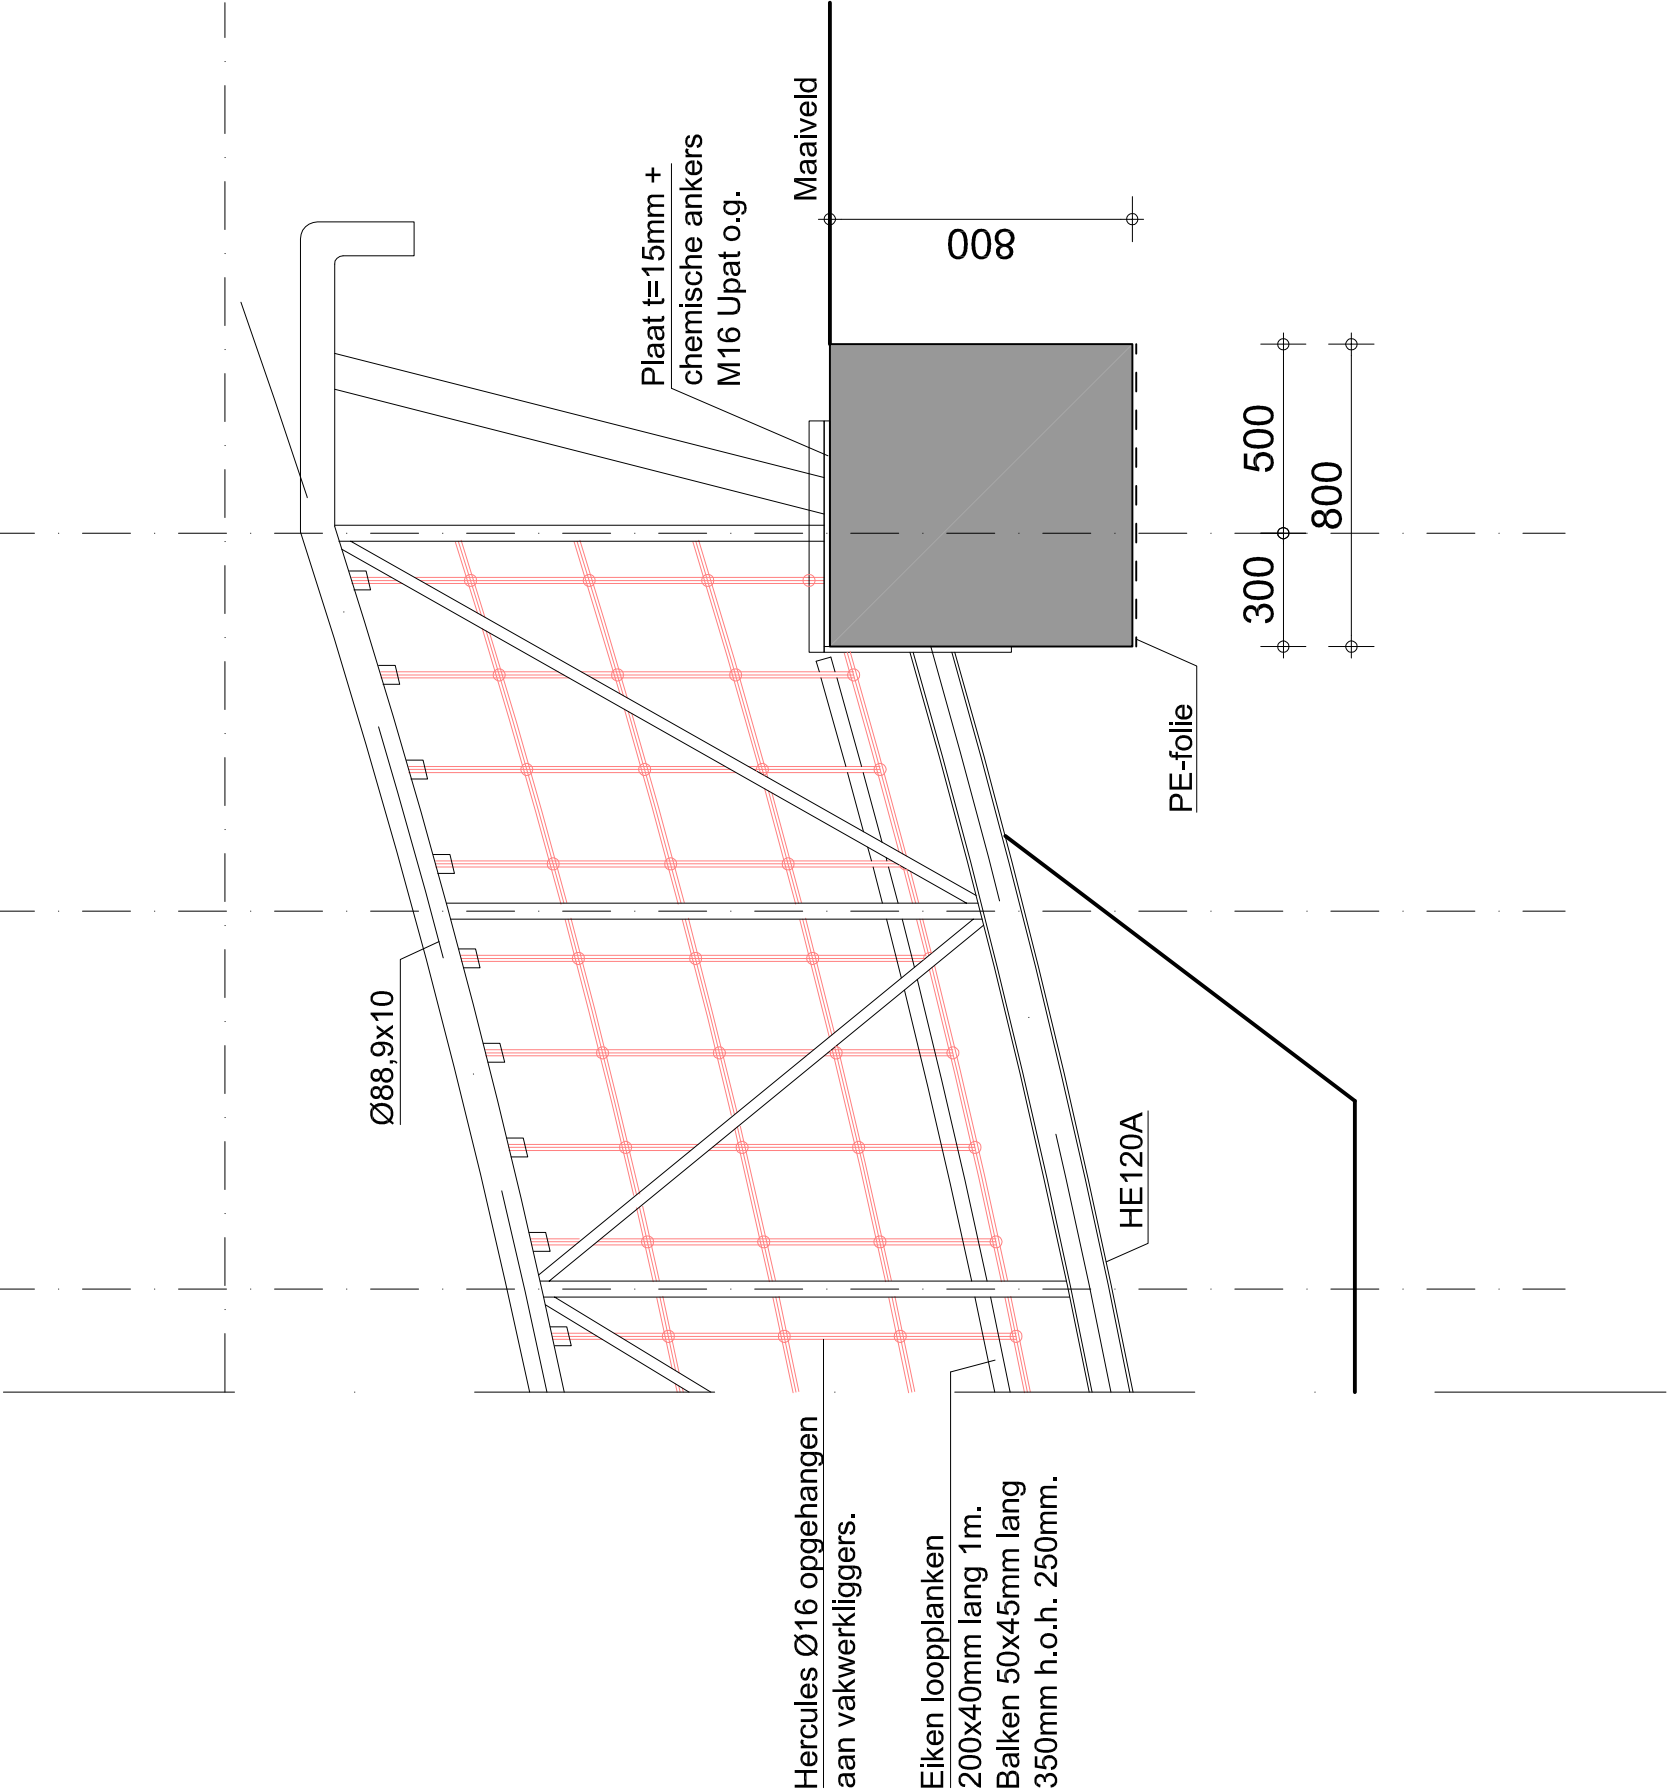 Maaiveld
Plaat t=15mm +
chemische ankers
M16 Upat o.g.
800
500
300
800
PE-folie
Ø88,9x10
HE120A
Hercules Ø16 opgehangen
aan vakwerkliggers.
Eiken loopplanken
200x40mm lang 1m.
Balken 50x45mm lang
350mm h.o.h. 250mm.